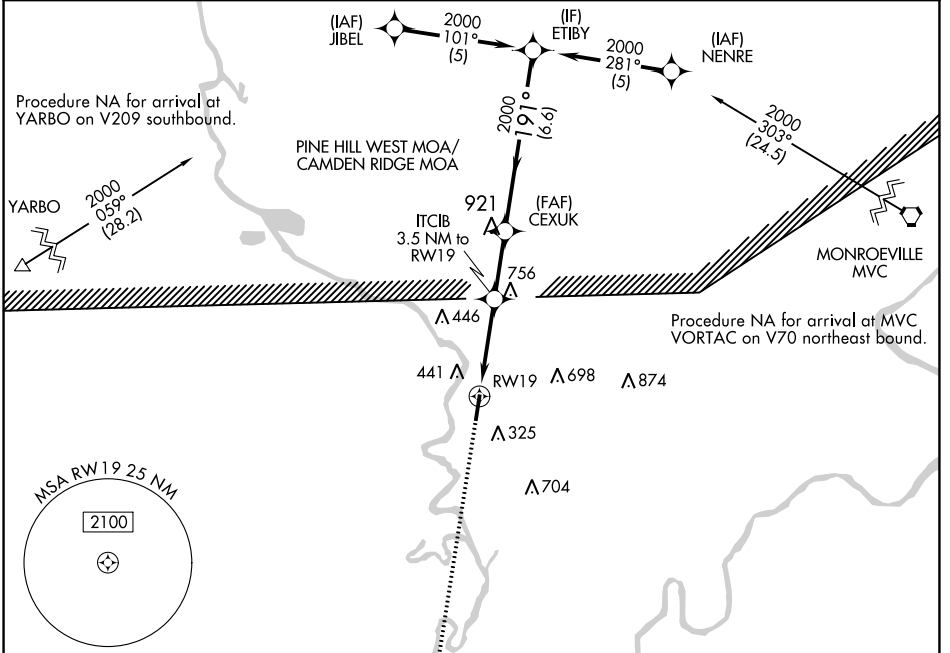 (IAF)
JIBEL
2000
101°
(5)
(IF)
ETIBY
2000
281°
(5)
(IAF)
NENRE
Procedure NA for arrival at
YARBO on V209 southbound.
2000
191°
(6.6)
2000
303°
(24.5)
PINE HILL WEST MOA/
CAMDEN RIDGE MOA
YARBO
2000
059°
(28.2)
921
(FAF)
CEXUK
ITCIB
3.5 NM to
RW19
MONROEVILLE
MVC
756
446
Procedure NA for arrival at MVC
VORTAC on V70 northeast bound.
441
RW19
698
874
325
704
MSA RW19 25 NM
2100